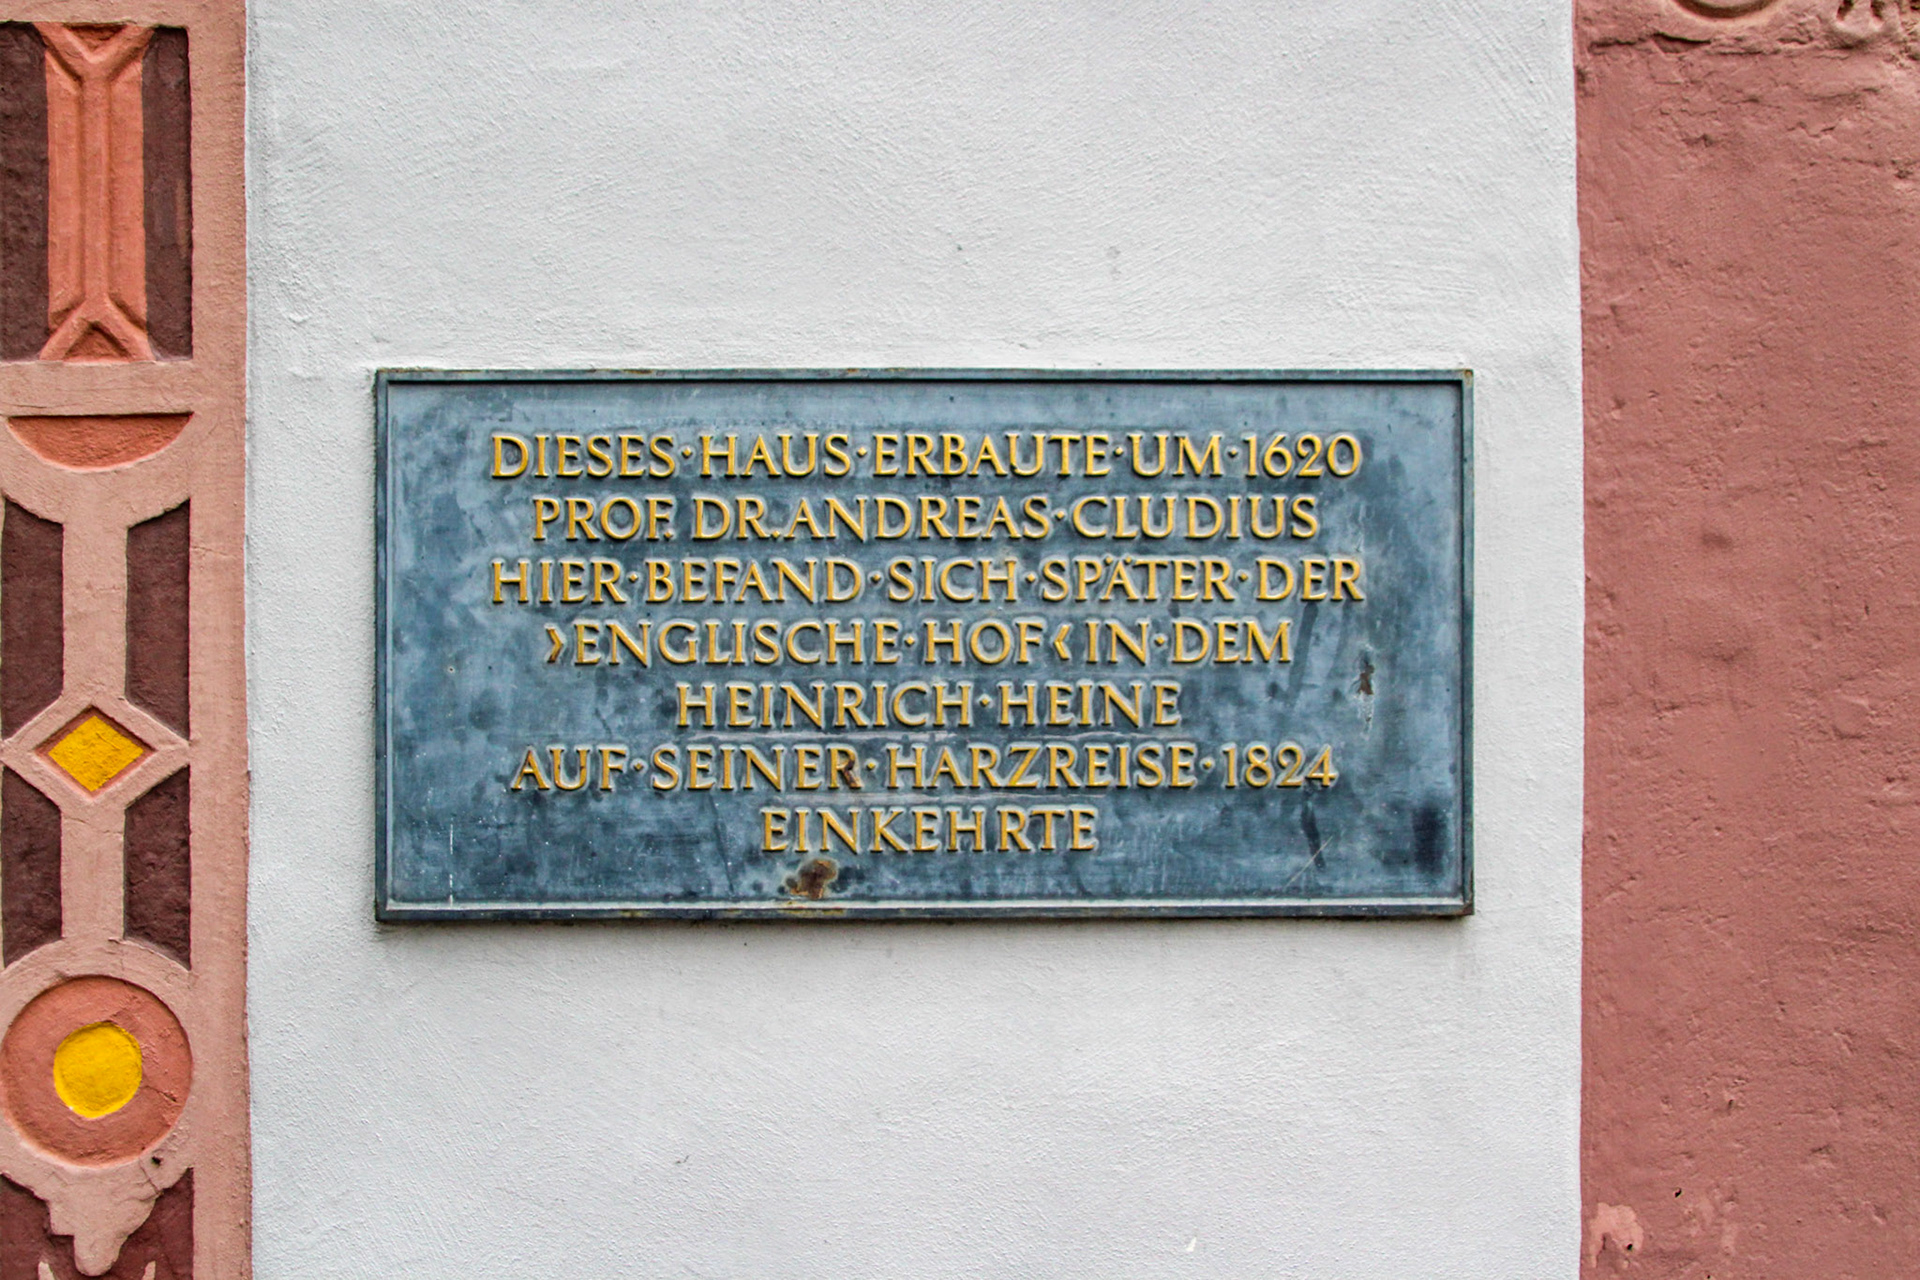 DIESES·HAUS·ERBAUTE·UM·1620
PROF. DR. ANDREAS·CLUDIUS
HIER·BEFAND·SICH·SPÄTER·DER
›ENGLISCHE·HOF‹ IN·DEM
HEINRICH·HEINE
AUF·SEINER·HARZREISE·1824
EINKEHRTE